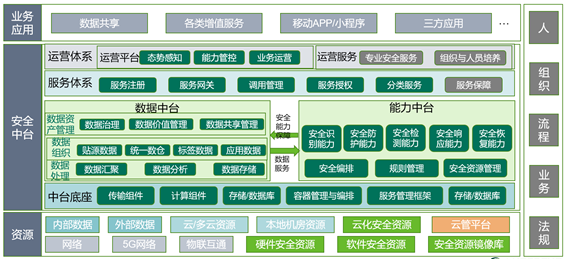 业务应用
数据共享 各类增值服务 移动APP/小程序 三方应用 ...
安全中台
运营体系 运营平台 态势感知 能力管控 业务运营 运营服务 专业安全服务 组织与人员培养
服务体系 服务注册 服务网关 调用管理 服务授权 分类服务 服务保障
数据中台
数据资产管理 数据治理 数据价值管理 数据共享管理
数据组织 贴源数据 统一数仓 标签数据 应用数据
数据处理 数据汇聚 数据分析 数据存储
安全能力保障
数据服务
能力中台
安全识别能力 安全防护能力 安全检测能力 安全响应能力 安全恢复能力
安全编排 规则管理 安全资源管理
中台底座 传输组件 计算组件 存储/数据库 容器管理与编排 服务管理框架 存储/数据库
资源
内部数据 外部数据 云/多云资源 本地机房资源 云化安全资源 云管平台
网络 5G网络 物联互通 硬件安全资源 软件安全资源 安全资源镜像库
人
组织
流程
业务
法规